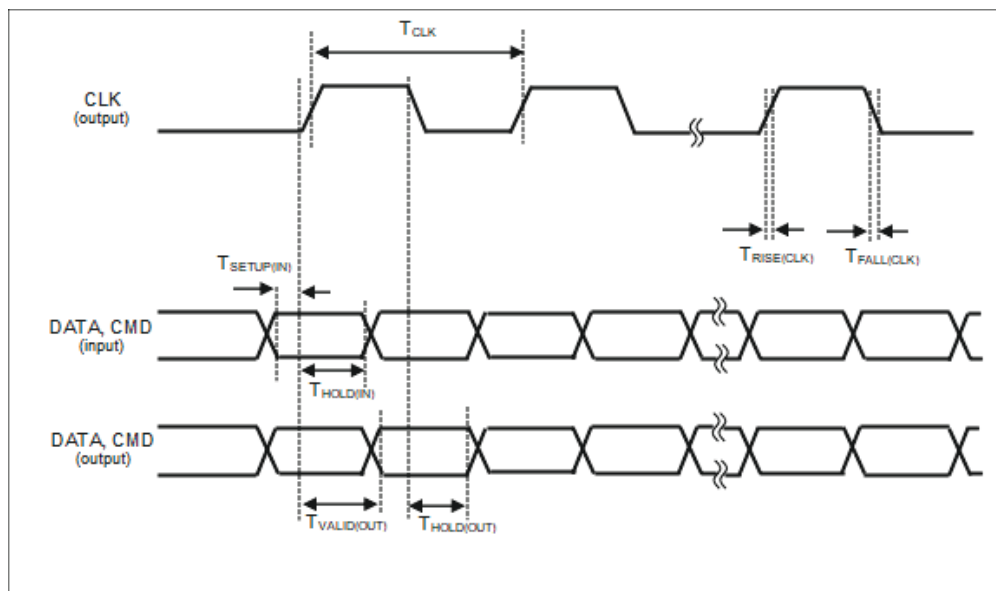 TCLK
CLK
(output)
TRISE(CLK)
TFALL(CLK)
TSETUP(IN)
DATA, CMD
(input)
THOLD(IN)
DATA, CMD
(output)
TVALID(OUT)
THOLD(OUT)